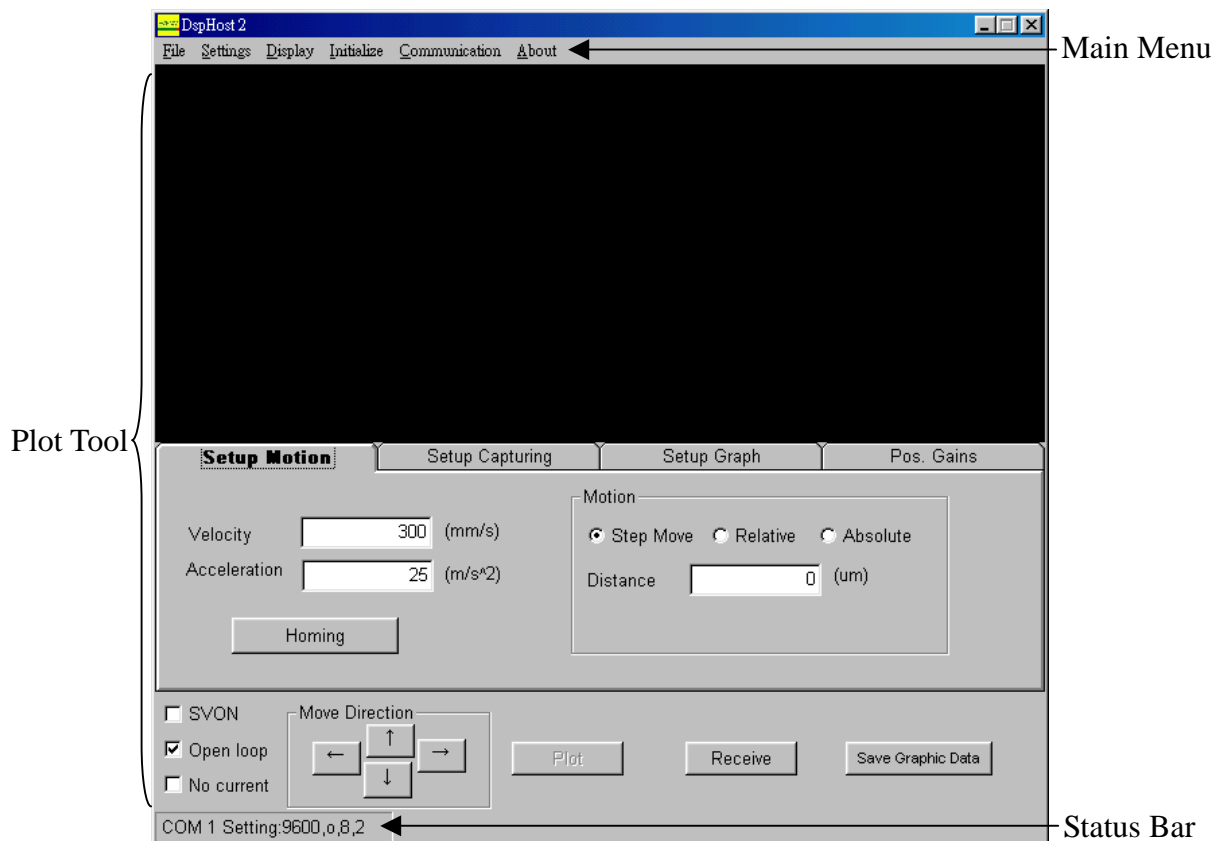 DspHost 2
File Settings Display Initialize Communication About
Main Menu
Plot Tool
Setup Motion Setup Capturing Setup Graph Pos. Gains
Motion
Velocity 300 (mm/s)
Step Move Relative Absolute
Acceleration 25 (m/s^2)
Distance 0 (um)
Homing
SVON
Move Direction
↑
Open loop
← →
Plot Receive Save Graphic Data
↓
No current
COM 1 Setting:9600,o,8,2
Status Bar